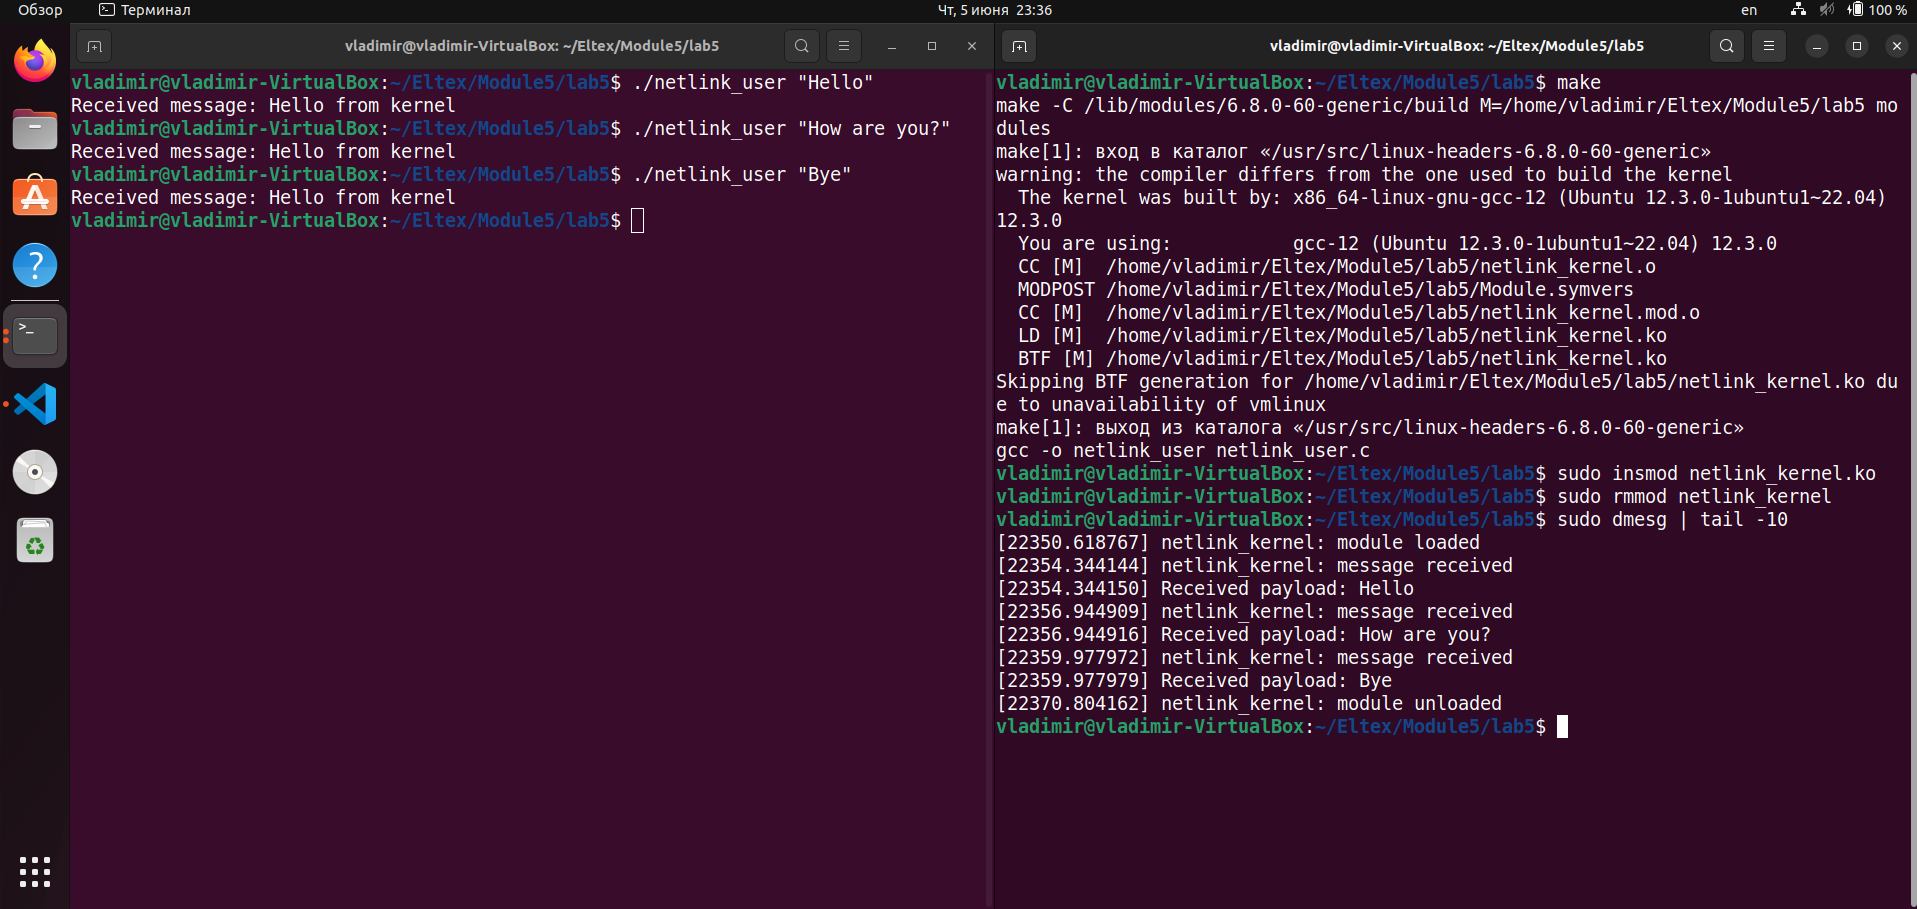 Обзор
Терминал
Чт, 5 июня 23:36
en
100 %
vladimir@vladimir-VirtualBox: ~/Eltex/Module5/lab5
vladimir@vladimir-VirtualBox:~/Eltex/Module5/lab5$ ./netlink_user "Hello"
Received message: Hello from kernel
vladimir@vladimir-VirtualBox:~/Eltex/Module5/lab5$ ./netlink_user "How are you?"
Received message: Hello from kernel
vladimir@vladimir-VirtualBox:~/Eltex/Module5/lab5$ ./netlink_user "Bye"
Received message: Hello from kernel
vladimir@vladimir-VirtualBox:~/Eltex/Module5/lab5$
vladimir@vladimir-VirtualBox: ~/Eltex/Module5/lab5
vladimir@vladimir-VirtualBox:~/Eltex/Module5/lab5$ make
make -C /lib/modules/6.8.0-60-generic/build M=/home/vladimir/Eltex/Module5/lab5 mo
dules
make[1]: вход в каталог «/usr/src/linux-headers-6.8.0-60-generic»
warning: the compiler differs from the one used to build the kernel
  The kernel was built by: x86_64-linux-gnu-gcc-12 (Ubuntu 12.3.0-1ubuntu1~22.04)
12.3.0
  You are using:           gcc-12 (Ubuntu 12.3.0-1ubuntu1~22.04) 12.3.0
  CC [M]  /home/vladimir/Eltex/Module5/lab5/netlink_kernel.o
  MODPOST /home/vladimir/Eltex/Module5/lab5/Module.symvers
  CC [M]  /home/vladimir/Eltex/Module5/lab5/netlink_kernel.mod.o
  LD [M]  /home/vladimir/Eltex/Module5/lab5/netlink_kernel.ko
  BTF [M] /home/vladimir/Eltex/Module5/lab5/netlink_kernel.ko
Skipping BTF generation for /home/vladimir/Eltex/Module5/lab5/netlink_kernel.ko du
e to unavailability of vmlinux
make[1]: выход из каталога «/usr/src/linux-headers-6.8.0-60-generic»
gcc -o netlink_user netlink_user.c
vladimir@vladimir-VirtualBox:~/Eltex/Module5/lab5$ sudo insmod netlink_kernel.ko
vladimir@vladimir-VirtualBox:~/Eltex/Module5/lab5$ sudo rmmod netlink_kernel
vladimir@vladimir-VirtualBox:~/Eltex/Module5/lab5$ sudo dmesg | tail -10
[22350.618767] netlink_kernel: module loaded
[22354.344144] netlink_kernel: message received
[22354.344150] Received payload: Hello
[22356.944909] netlink_kernel: message received
[22356.944916] Received payload: How are you?
[22359.977972] netlink_kernel: message received
[22359.977979] Received payload: Bye
[22370.804162] netlink_kernel: module unloaded
vladimir@vladimir-VirtualBox:~/Eltex/Module5/lab5$